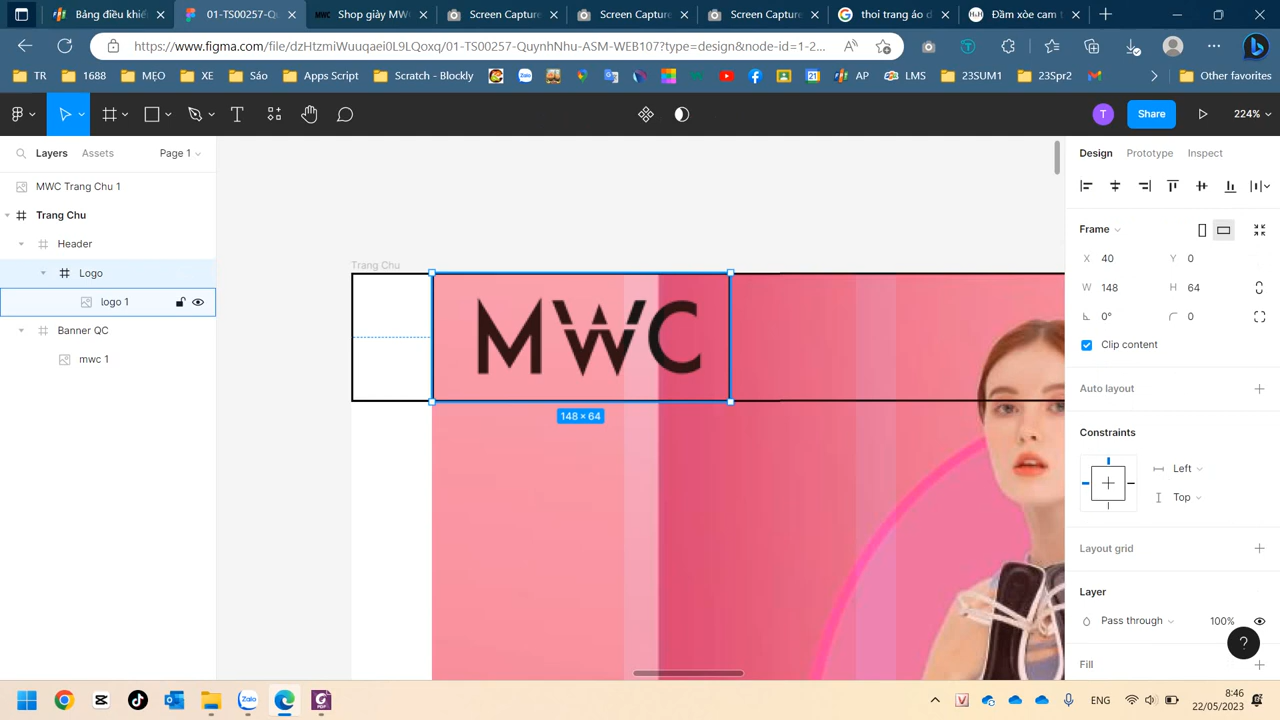 Bảng điều khiể
01-TS00257-Qu
MWC
Shop giày MW
Screen Captur
Screen Captur
Screen Captur
thoi trang áo d
H&H
Đầm xòe cam t
https://www.figma.com/file/dzHtzmiWuuqaei0L9LQoxq/01-TS00257-QuynhNhu-ASM-WEB107?type=design&node-id=1-2...
TR
1688
MẸO
XE
Sáo
Apps Script
Scratch - Blockly
AP
LMS
23SUM1
23Spr2
Other favorites
T
Share
224%
Layers
Assets
Page 1
MWC Trang Chu 1
Trang Chu
Header
Logo
logo 1
Banner QC
mwc 1
Trang Chu
MWC
148 × 64
Design
Prototype
Inspect
Frame
X 40
Y 0
W 148
H 64
0°
0
Clip content
Auto layout
Constraints
Left
Top
Layout grid
Layer
Pass through
100%
Fill
?
ENG
8:46
22/05/2023